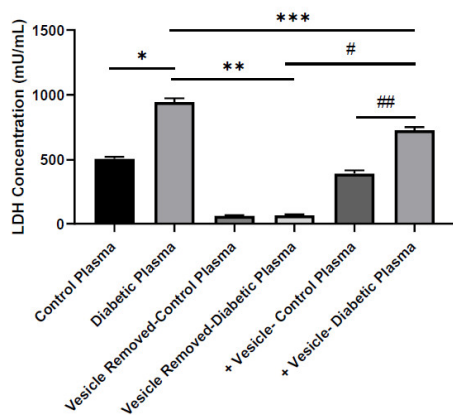 ***
1500
*
**
#
##
1000
500
0
LDH Concentration (mU/mL)
Control Plasma
Diabetic Plasma
Vesicle Removed-Control Plasma
Vesicle Removed-Diabetic Plasma
+ Vesicle- Control Plasma
+ Vesicle- Diabetic Plasma